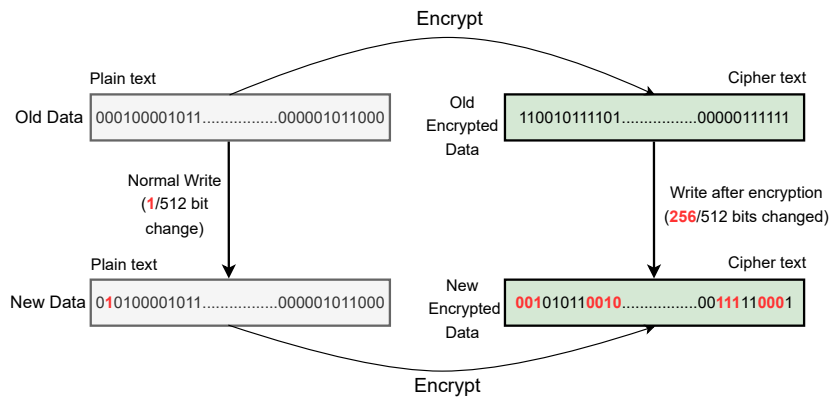 Encrypt
Plain text
Cipher text
Old Data
000100001011................000001011000
Old
Encrypted
Data
110010111101................00000111111
Normal Write
(1/512 bit
change)
Write after encryption
(256/512 bits changed)
Plain text
Cipher text
New Data
010100001011................000001011000
New
Encrypted
Data
001010110010................001111110001
Encrypt